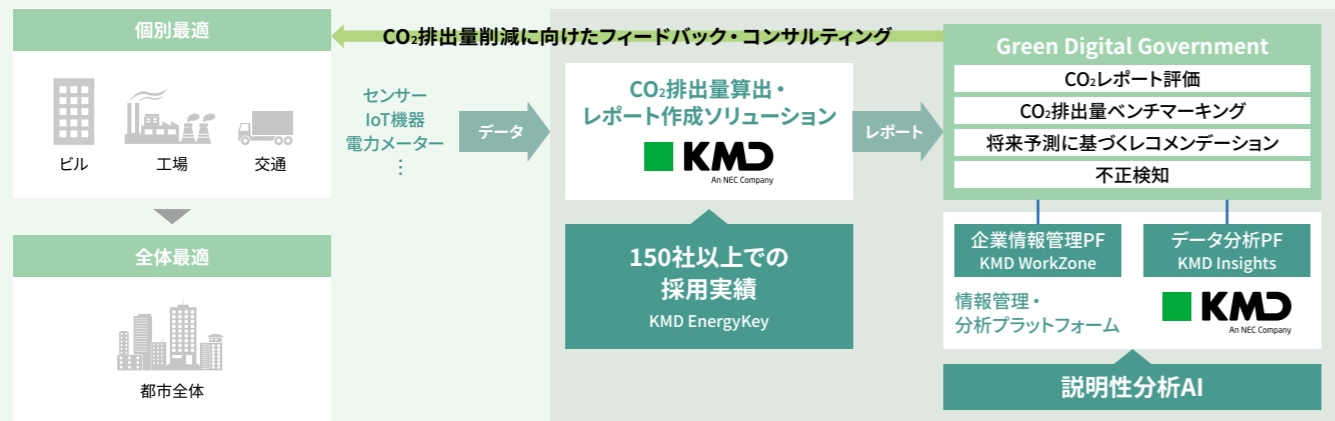 個別最適
ビル
工場
交通
全体最適
都市全体
CO₂排出量削減に向けたフィードバック・コンサルティング
センサー
IoT機器
電力メーター
⋮
データ
CO₂排出量算出・
レポート作成ソリューション
KMD
An NEC Company
150社以上での
採用実績
KMD EnergyKey
レポート
Green Digital Government
CO₂レポート評価
CO₂排出量ベンチマーキング
将来予測に基づくレコメンデーション
不正検知
企業情報管理PF
KMD WorkZone
データ分析PF
KMD Insights
情報管理・
分析プラットフォーム
KMD
An NEC Company
説明性分析AI